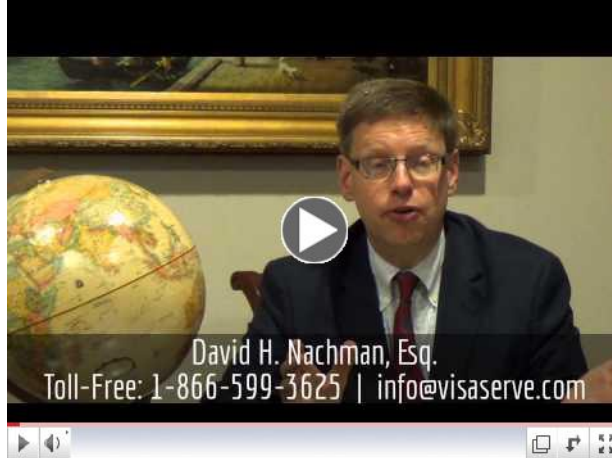 David H. Nachman, Esq.
Toll-Free: 1-866-599-3625 | info@visaserve.com